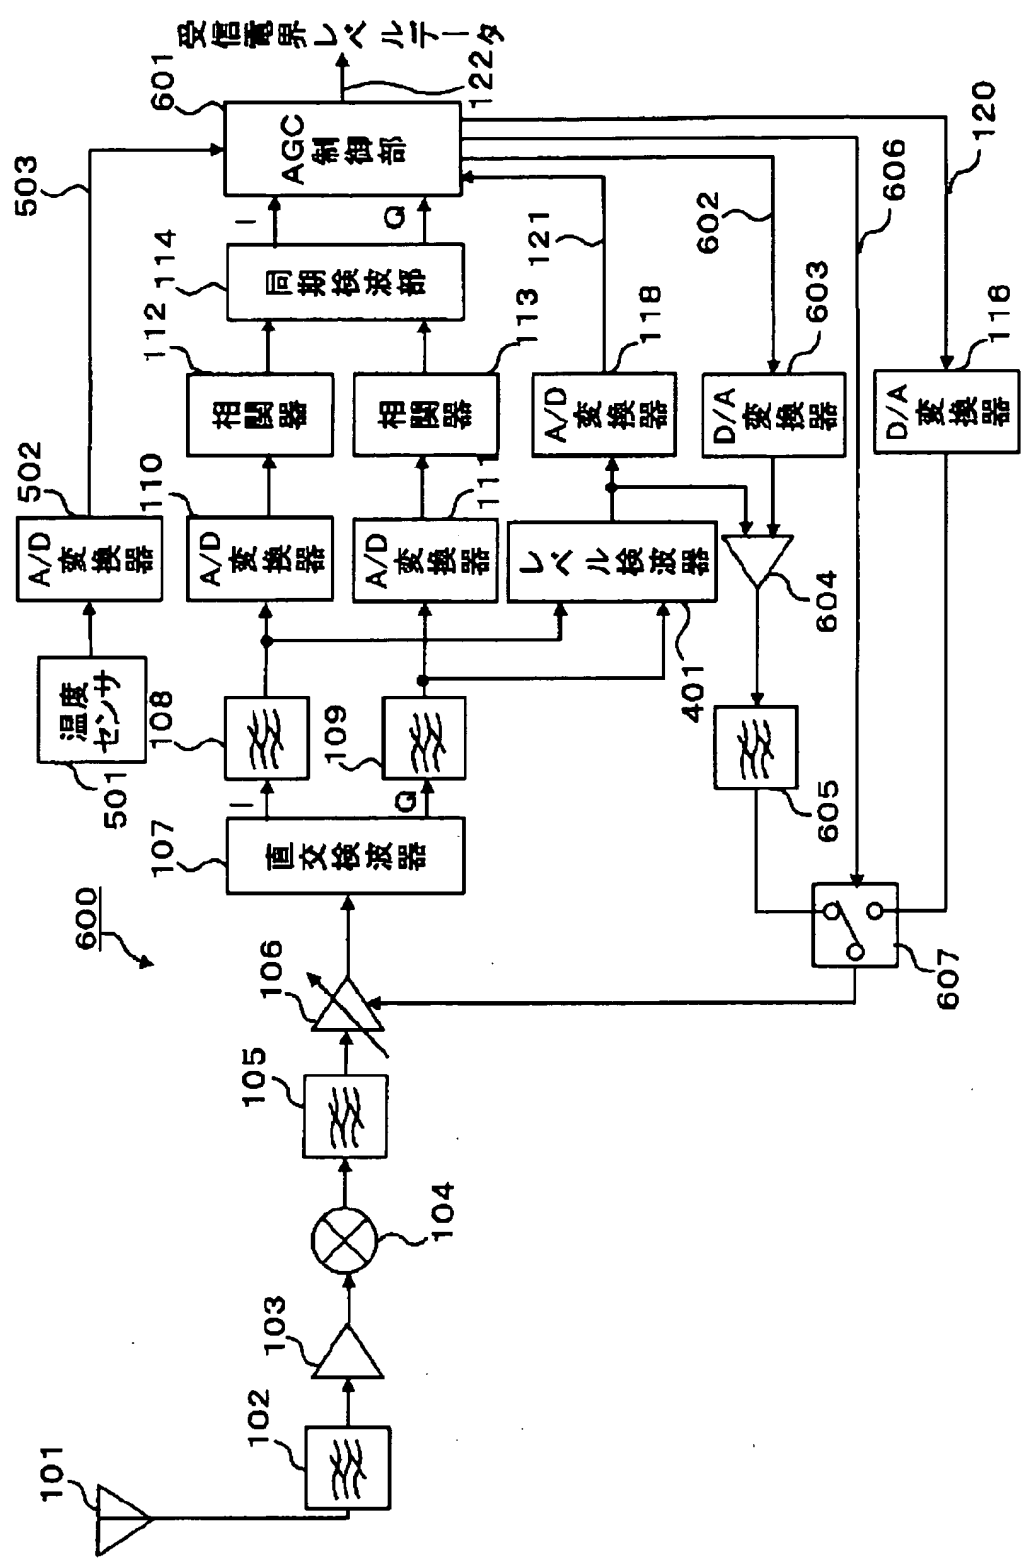 503
502
A/D
変換
器
501
温度
センサ
601
受信電界レベルデータ
AGC
制御
部
122
I
Q
114
同期検波部
112
相関
器
113
相関
器
110
A/D
変換
器
111
A/D
変換
器
108
109
I
Q
107
直交検波器
600
106
105
104
103
102
101
121
118
A/D
変換
器
レベル検波
器
401
602
603
D/A
変換
器
604
605
606
607
120
116
D/A
変換
器